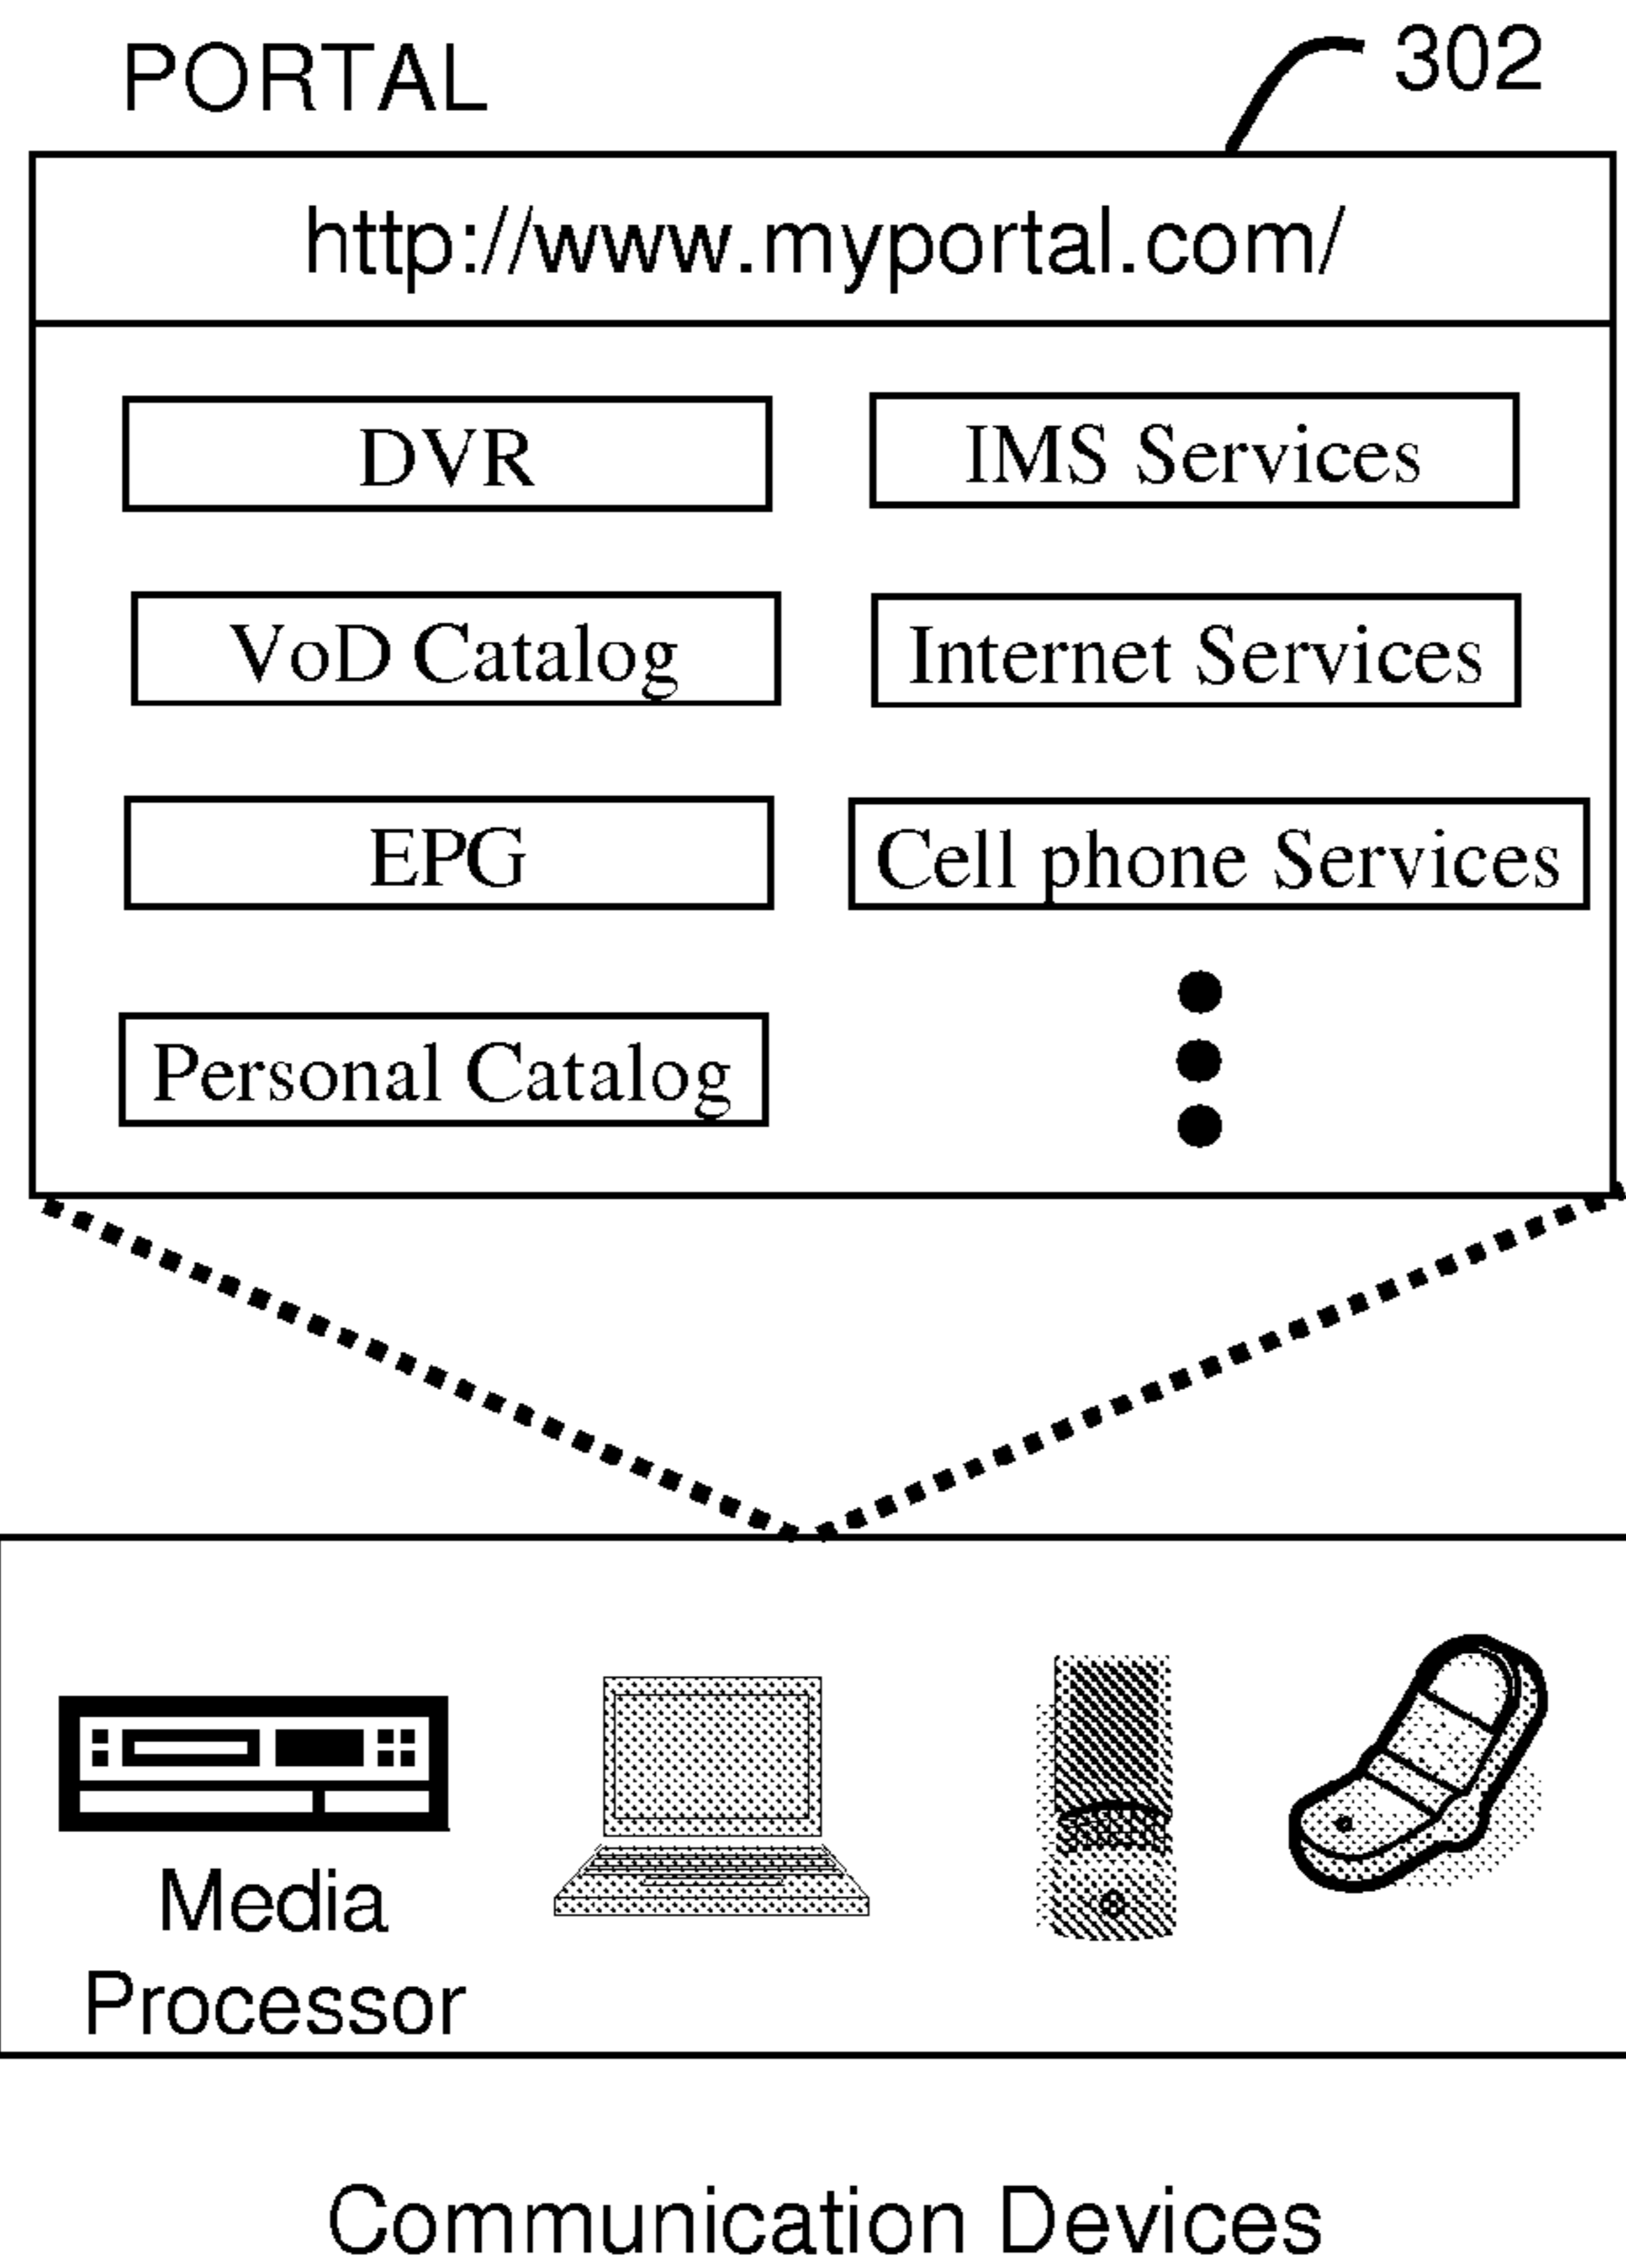 PORTAL
302
http://www.myportal.com/
DVR
IMS Services
VoD Catalog
Internet Services
EPG
Cell phone Services
Personal Catalog
Media
Processor
Communication Devices